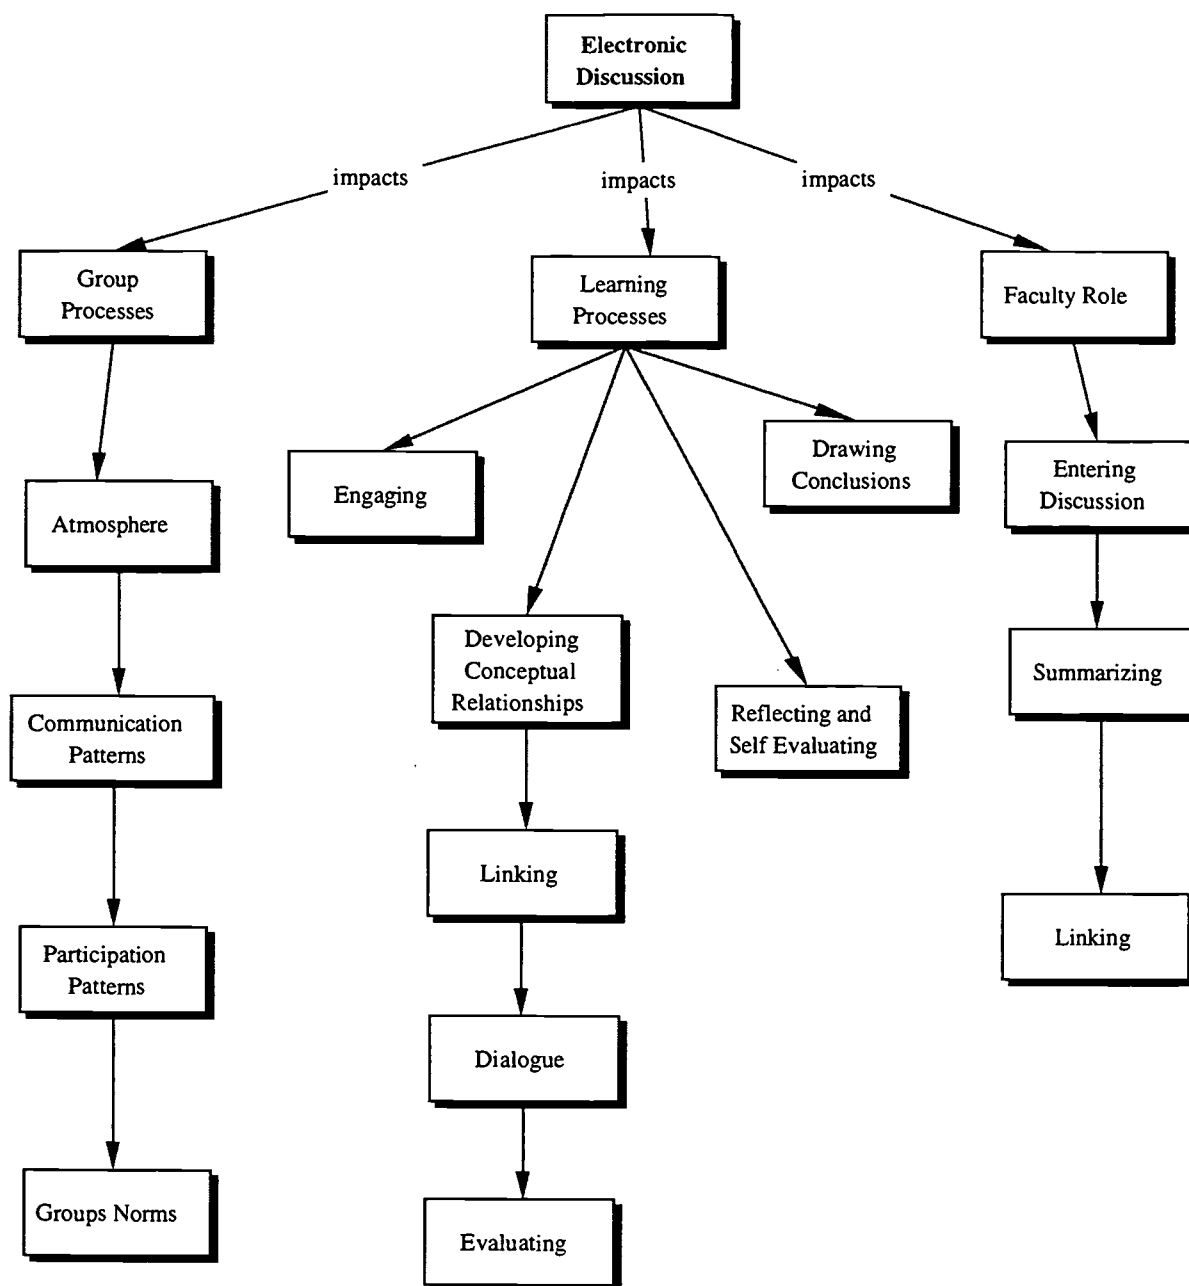 Electronic
Discussion
impacts
impacts
impacts
Group
Processes
Learning
Processes
Faculty Role
Engaging
Drawing
Conclusions
Entering
Discussion
Atmosphere
Developing
Conceptual
Relationships
Summarizing
Communication
Patterns
Reflecting and
Self Evaluating
Linking
Linking
Participation
Patterns
Dialogue
Groups Norms
Evaluating